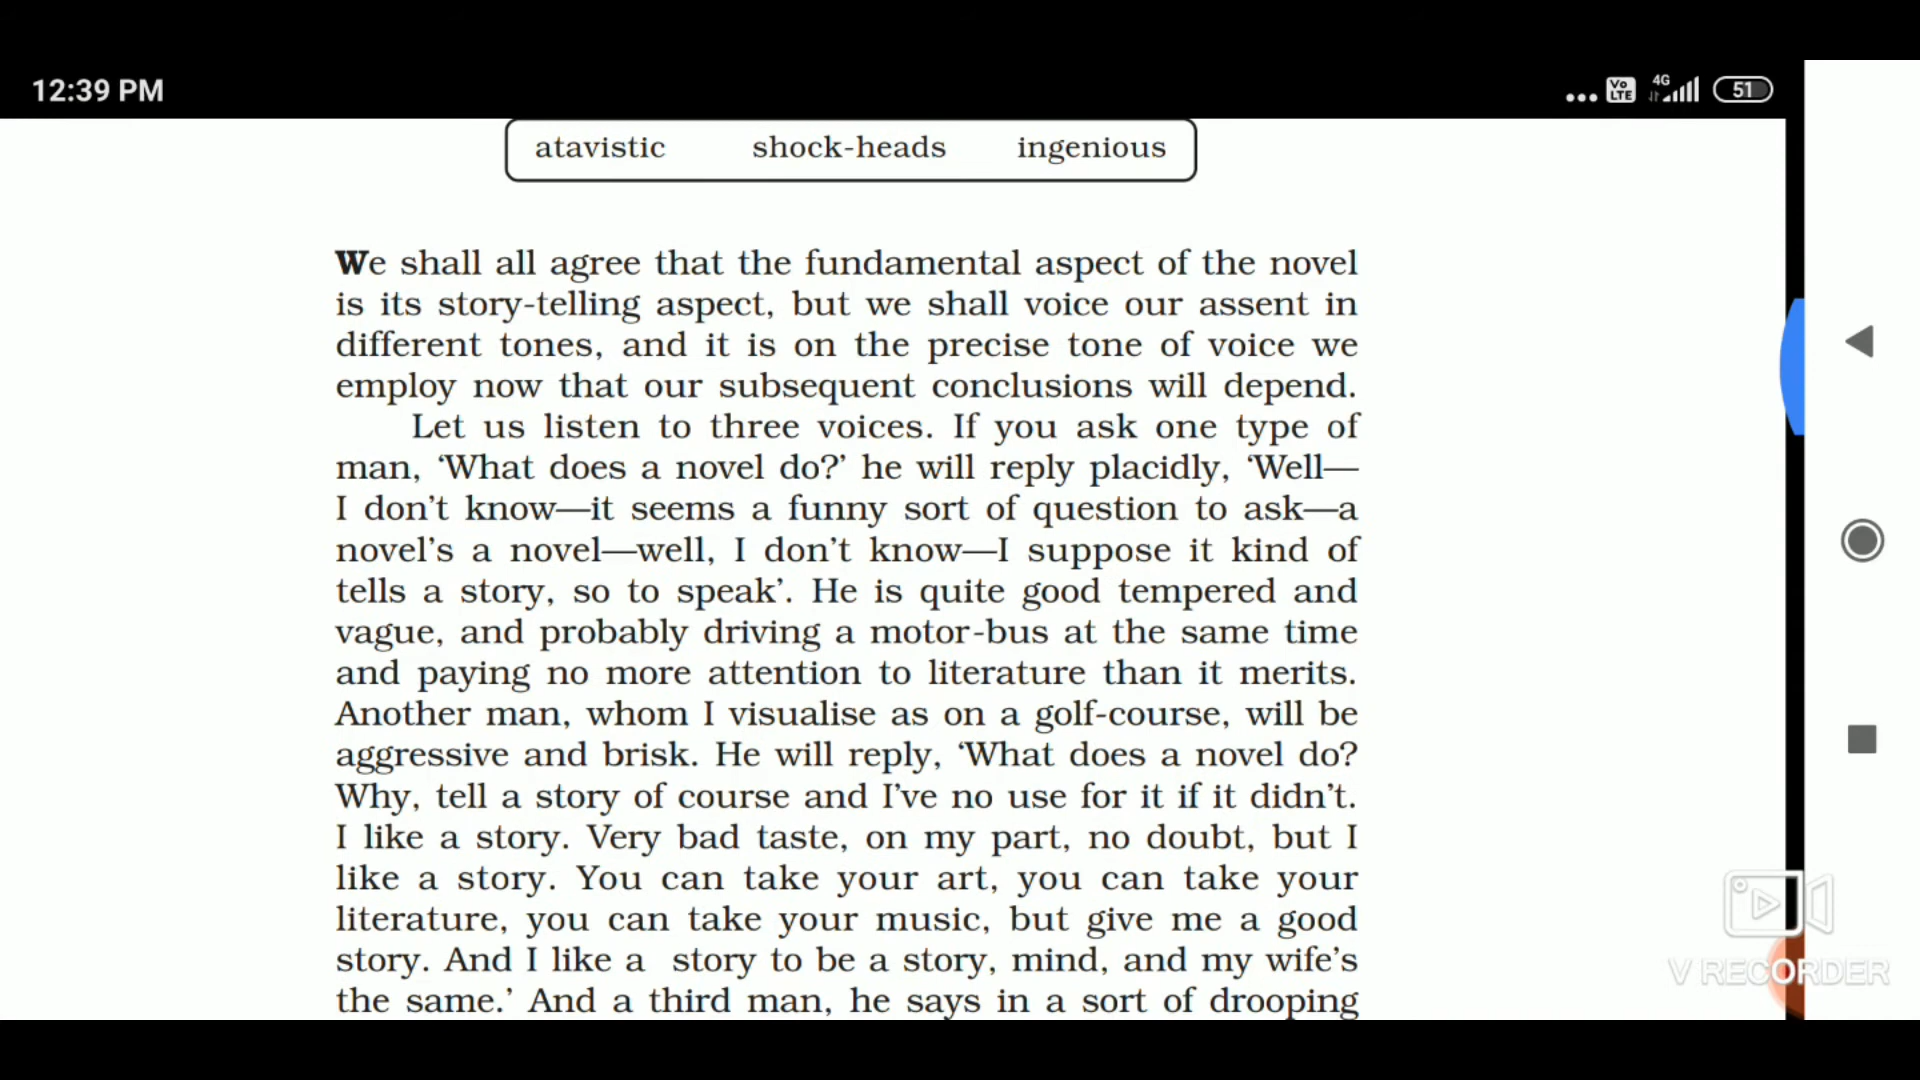 12:39 PM
... Vo LTE 4G 51
atavistic shock-heads ingenious
We shall all agree that the fundamental aspect of the novel
is its story-telling aspect, but we shall voice our assent in
different tones, and it is on the precise tone of voice we
employ now that our subsequent conclusions will depend.
Let us listen to three voices. If you ask one type of
man, ‘What does a novel do?’ he will reply placidly, ‘Well—
I don’t know—it seems a funny sort of question to ask—a
novel’s a novel—well, I don’t know—I suppose it kind of
tells a story, so to speak’. He is quite good tempered and
vague, and probably driving a motor-bus at the same time
and paying no more attention to literature than it merits.
Another man, whom I visualise as on a golf-course, will be
aggressive and brisk. He will reply, ‘What does a novel do?
Why, tell a story of course and I’ve no use for it if it didn’t.
I like a story. Very bad taste, on my part, no doubt, but I
like a story. You can take your art, you can take your
literature, you can take your music, but give me a good
story. And I like a story to be a story, mind, and my wife’s
the same.’ And a third man, he says in a sort of drooping
V RECORDER